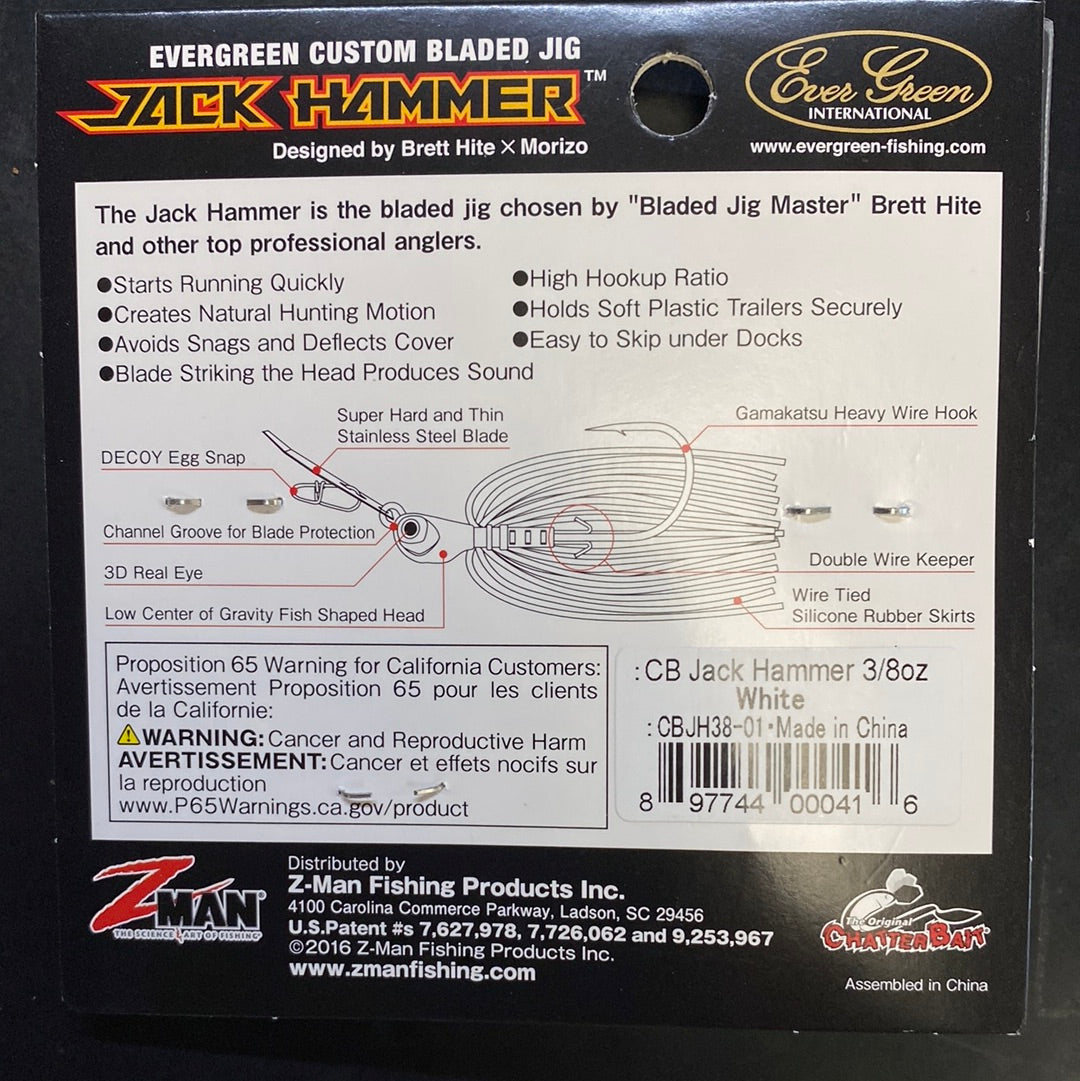 EVERGREEN CUSTOM BLADED JIG
JACK HAMMER™
Designed by Brett Hite × Morizo
Ever Green
INTERNATIONAL
www.evergreen-fishing.com
The Jack Hammer is the bladed jig chosen by "Bladed Jig Master" Brett Hite
and other top professional anglers.
●Starts Running Quickly
●Creates Natural Hunting Motion
●Avoids Snags and Deflects Cover
●Blade Striking the Head Produces Sound
●High Hookup Ratio
●Holds Soft Plastic Trailers Securely
●Easy to Skip under Docks
Super Hard and Thin
Stainless Steel Blade
Gamakatsu Heavy Wire Hook
DECOY Egg Snap
Channel Groove for Blade Protection
3D Real Eye
Low Center of Gravity Fish Shaped Head
Double Wire Keeper
Wire Tied
Silicone Rubber Skirts
Proposition 65 Warning for California Customers:
Avertissement Proposition 65 pour les clients
de la Californie:
⚠WARNING: Cancer and Reproductive Harm
AVERTISSEMENT: Cancer et effets nocifs sur
la reproduction
www.P65Warnings.ca.gov/product
:CB Jack Hammer 3/8oz
White
:CBJH38-01・Made in China
8 97744 00041 6
ZMAN®
THE SCIENCE & ART OF FISHING®
Distributed by
Z-Man Fishing Products Inc.
4100 Carolina Commerce Parkway, Ladson, SC 29456
U.S.Patent #s 7,627,978, 7,726,062 and 9,253,967
©2016 Z-Man Fishing Products Inc.
www.zmanfishing.com
The Original
CHATTERBAIT®
Assembled in China